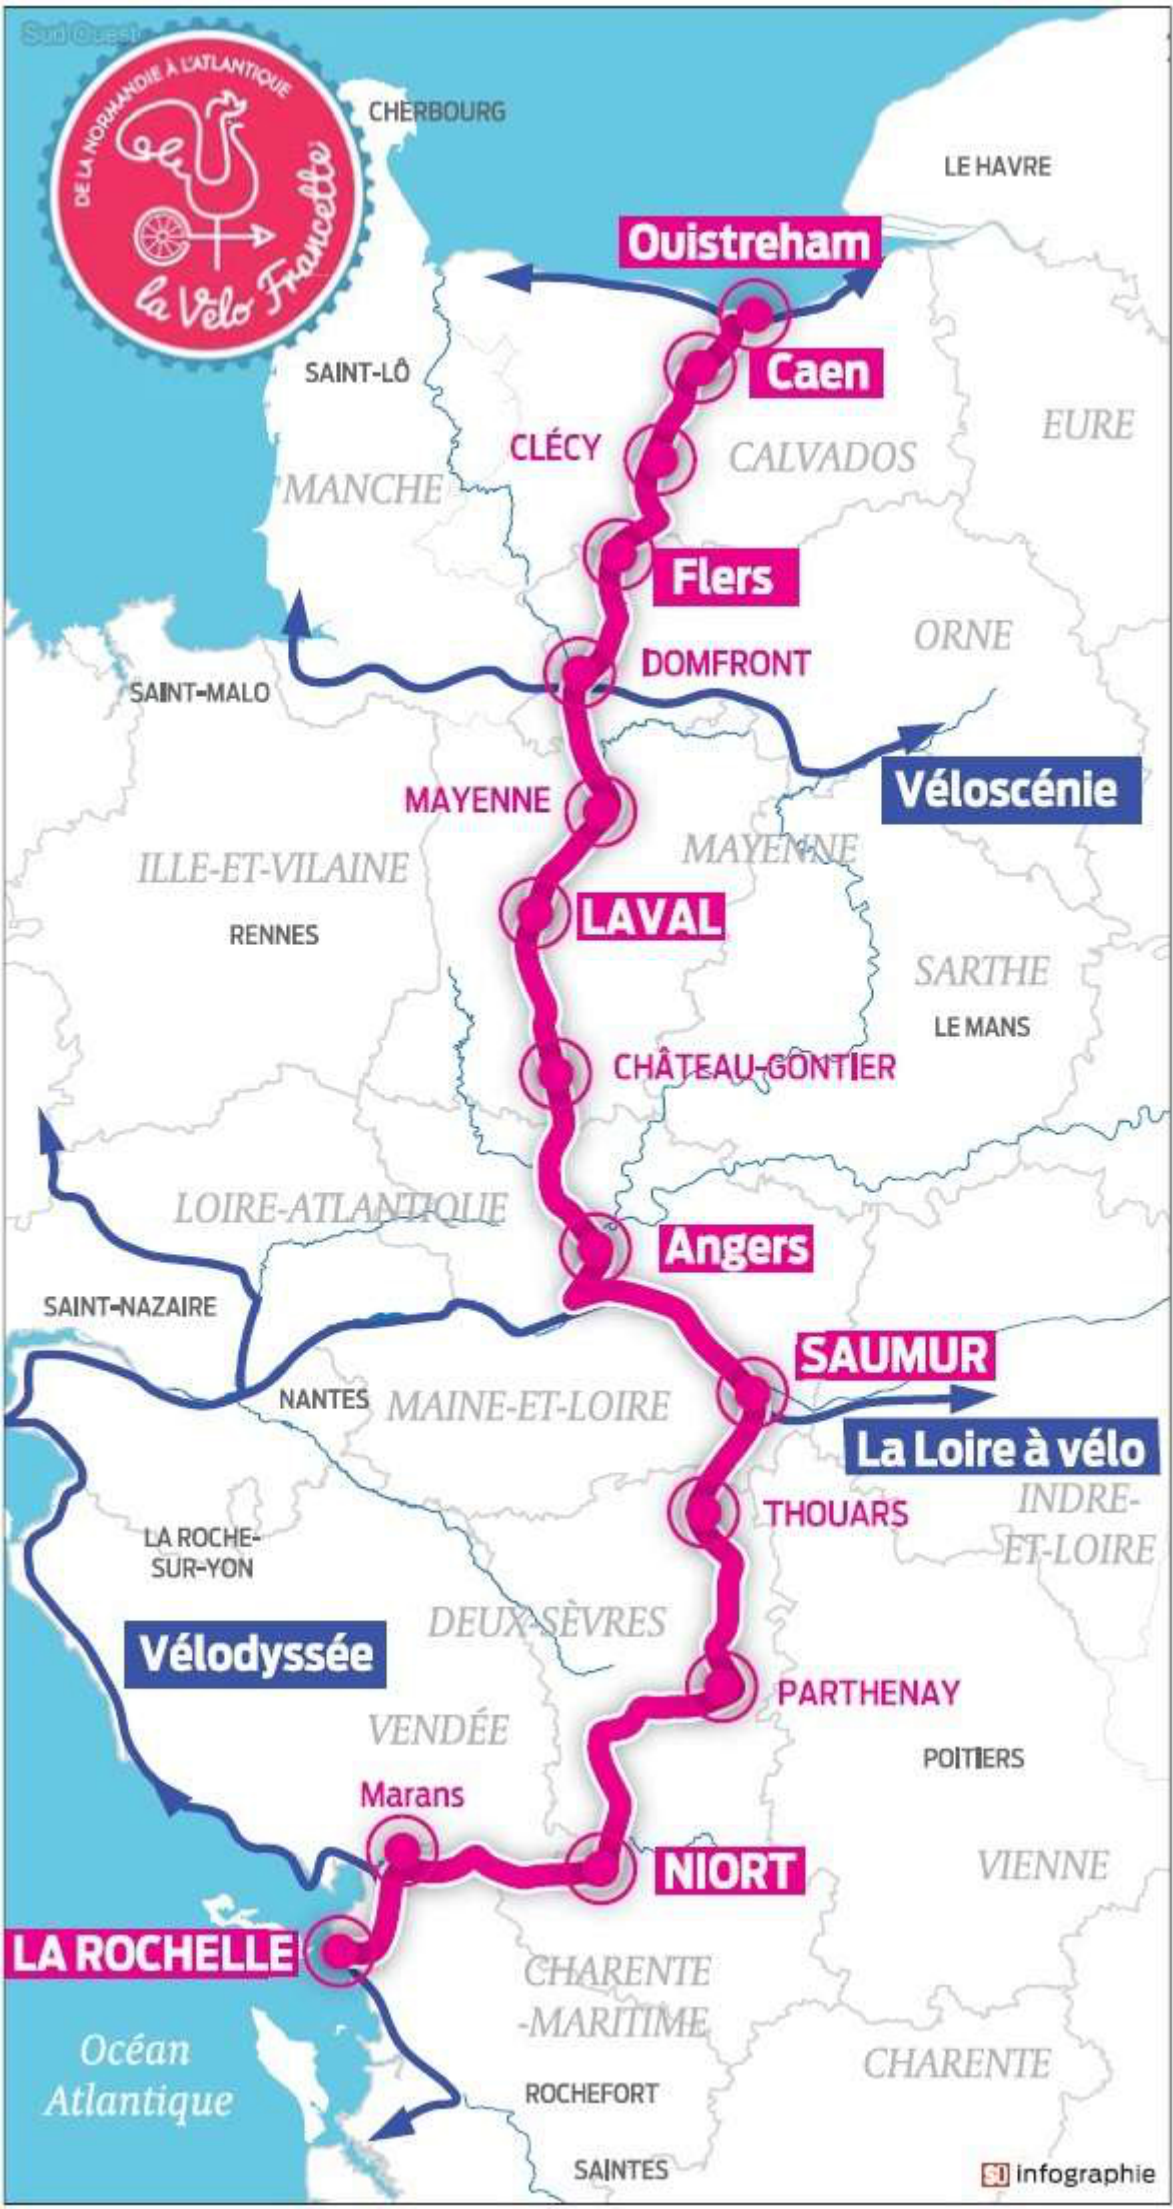 Sud Ouest
DE LA NORMANDIE À L'ATLANTIQUE
la Vélo Francette
CHERBOURG
LE HAVRE
Ouistreham
Caen
SAINT-LÔ
CLÉCY
CALVADOS
EURE
MANCHE
Flers
ORNE
DOMFRONT
SAINT-MALO
Véloscénie
MAYENNE
MAYENNE
ILLE-ET-VILAINE
LAVAL
RENNES
SARTHE
LE MANS
CHÂTEAU-GONTIER
LOIRE-ATLANTIQUE
Angers
SAINT-NAZAIRE
SAUMUR
NANTES
MAINE-ET-LOIRE
La Loire à vélo
INDRE-
ET-LOIRE
THOUARS
LA ROCHE-
SUR-YON
DEUX-SÈVRES
Vélodyssée
PARTHENAY
VENDÉE
POITIERS
Marans
NIORT
VIENNE
LA ROCHELLE
CHARENTE
-MARITIME
Océan
Atlantique
CHARENTE
ROCHEFORT
SAINTES
SO infographie